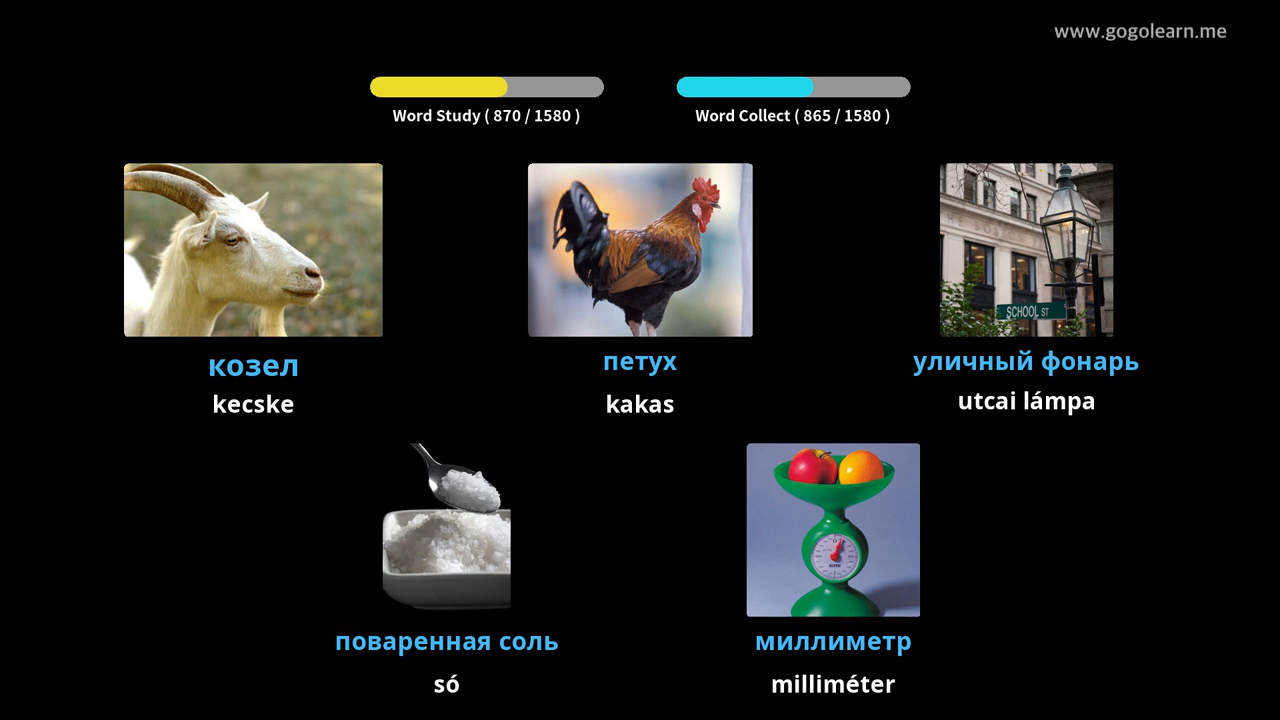 www.gogolearn.me
Word Study ( 870 / 1580 )
Word Collect ( 865 / 1580 )
SCHOOL ST
козел
петух
уличный фонарь
kecske
kakas
utcai lámpa
поваренная соль
миллиметр
só
milliméter